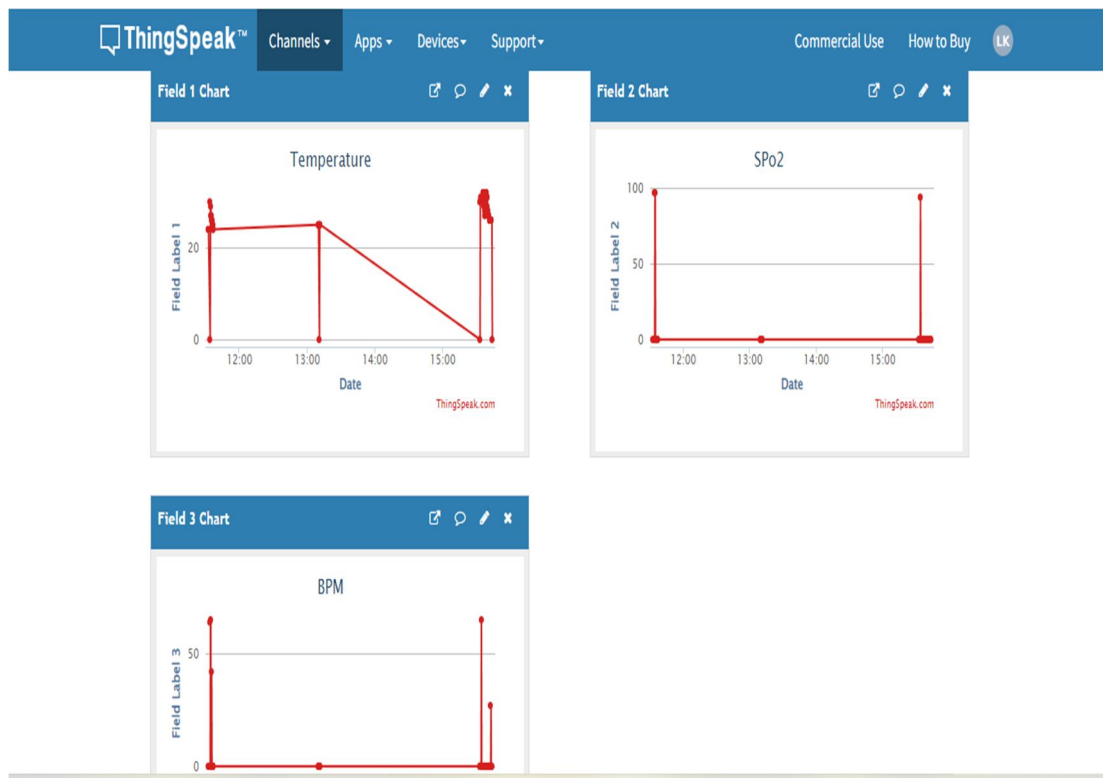 ThingSpeak™ Channels Apps Devices Support Commercial Use How to Buy LK
Field 1 Chart
Temperature
Field Label 1
20
0
12:00 13:00 14:00 15:00
Date
ThingSpeak.com
Field 2 Chart
SPo2
Field Label 2
100
50
0
12:00 13:00 14:00 15:00
Date
ThingSpeak.com
Field 3 Chart
BPM
Field Label 3
50
0